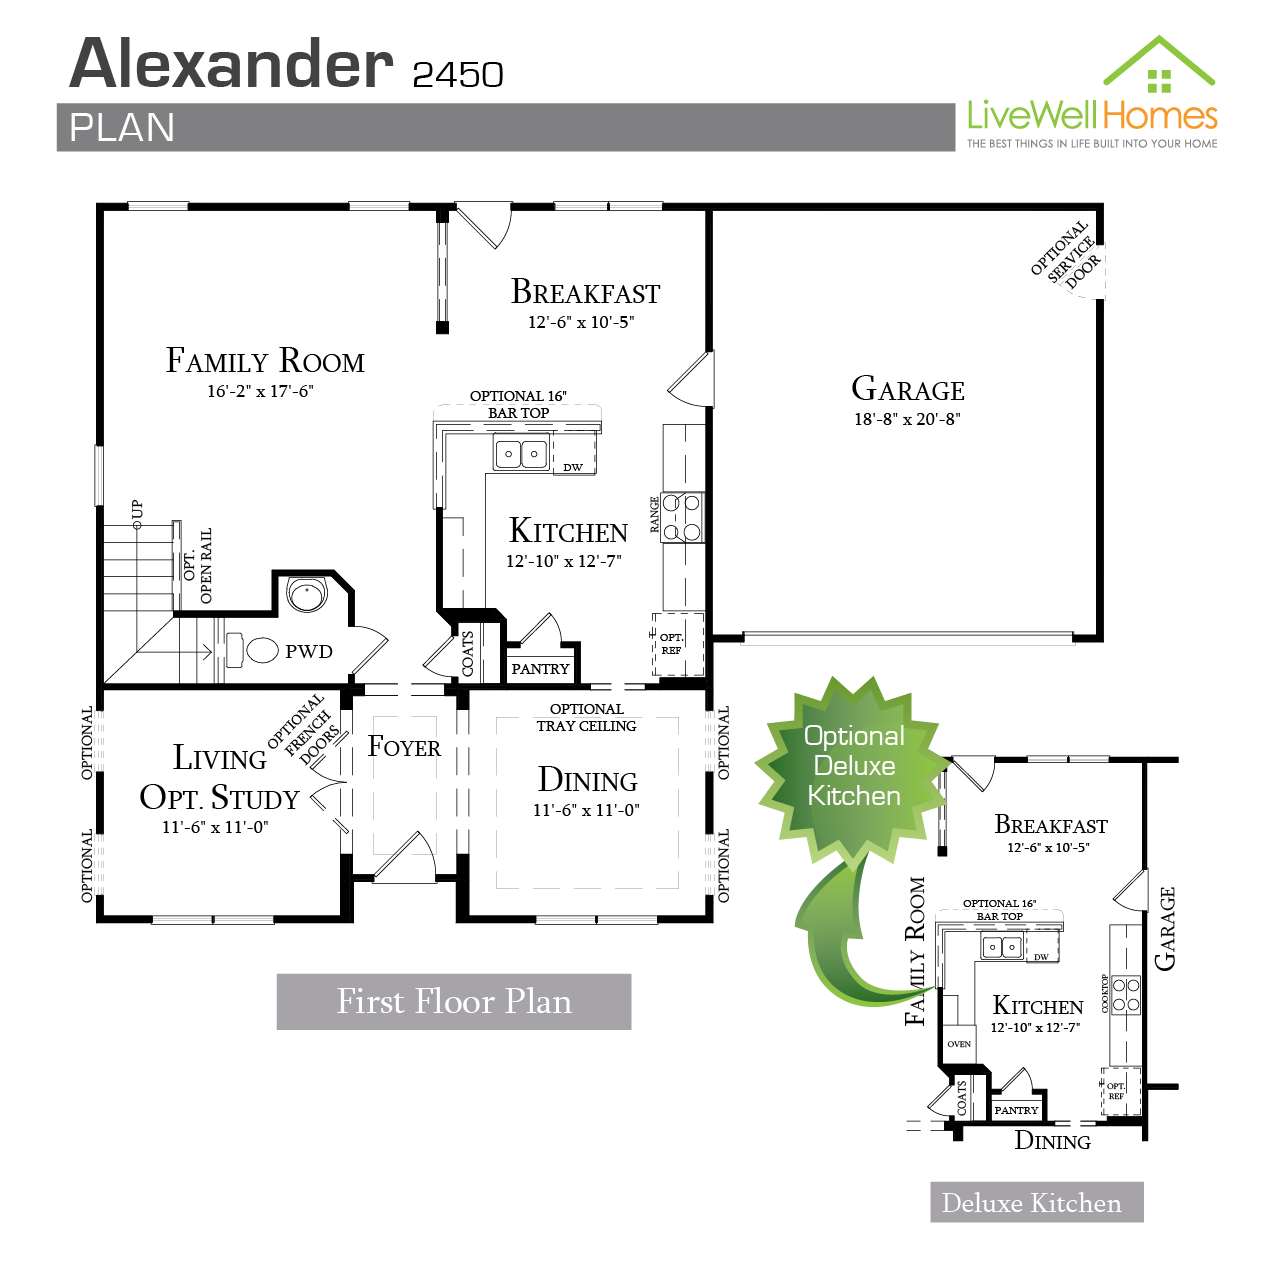 Alexander 2450
PLAN
LiveWellHomes
THE BEST THINGS IN LIFE BUILT INTO YOUR HOME
OPTIONAL
SERVICE
DOOR
BREAKFAST
12'-6" x 10'-5"
FAMILY ROOM
16'-2" x 17'-6"
GARAGE
18'-8" x 20'-8"
OPTIONAL 16"
BAR TOP
DW
UP
RANGE
KITCHEN
12'-10" x 12'-7"
OPT.
OPEN RAIL
PWD
COATS
PANTRY
OPT.
REF
OPTIONAL
OPTIONAL
FRENCH
DOORS
OPTIONAL
TRAY CEILING
OPTIONAL
FOYER
LIVING
OPT. STUDY
11'-6" x 11'-0"
DINING
11'-6" x 11'-0"
OPTIONAL
OPTIONAL
Optional
Deluxe
Kitchen
BREAKFAST
12'-6" x 10'-5"
FAMILY ROOM
GARAGE
OPTIONAL 16"
BAR TOP
DW
COOKTOP
KITCHEN
12'-10" x 12'-7"
OVEN
COATS
PANTRY
OPT.
REF
DINING
First Floor Plan
Deluxe Kitchen